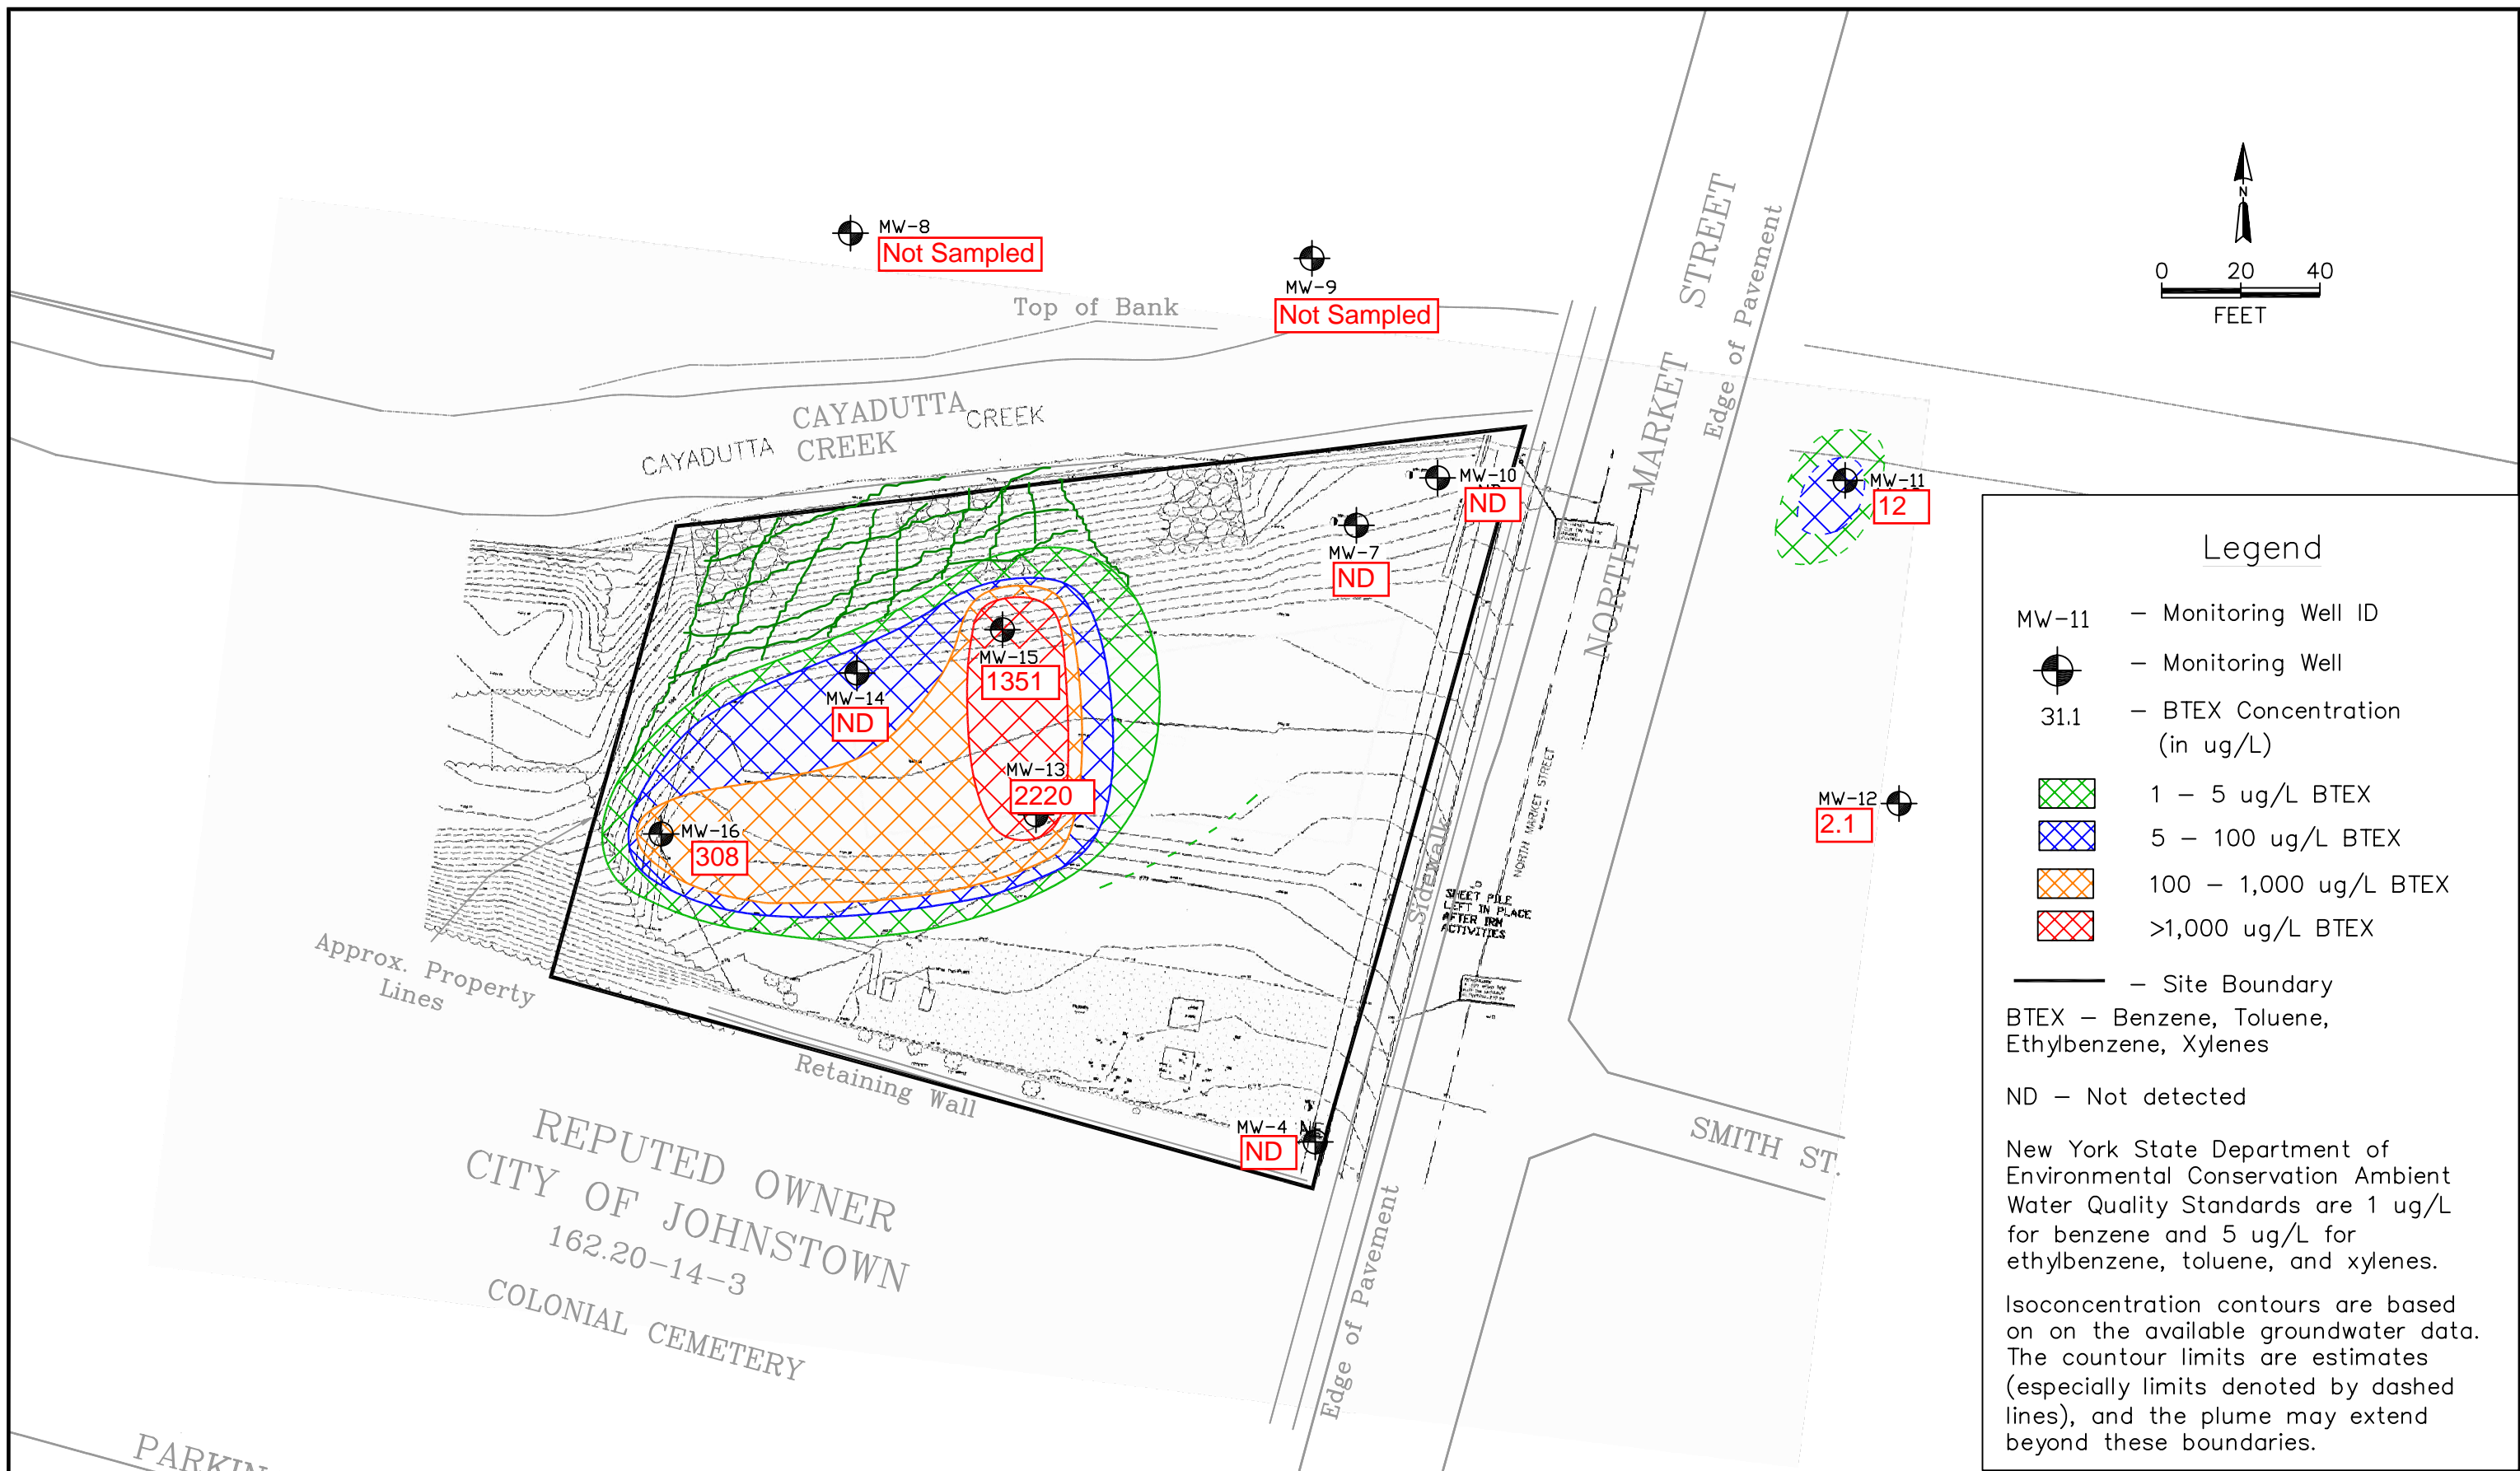 MW-8
Not Sampled
MW-9
Not Sampled
Top of Bank
CAYADUTTA
CREEK
CAYADUTTA CREEK
NORTH MARKET STREET
Edge of Pavement
N
0 20 40
FEET
MW-10
ND
MW-7
ND
MW-11
12
MW-15
1351
MW-14
ND
MW-13
2220
MW-16
308
MW-12
2.1
NORTH MARKET STREET
Sidewalk
SHEET PILE
LEFT IN PLACE
AFTER IRM
ACTIVITIES
Approx. Property
Lines
Retaining Wall
MW-4
ND
SMITH ST.
Edge of Pavement
REPUTED OWNER
CITY OF JOHNSTOWN
162.20-14-3
COLONIAL CEMETERY
PARKIN
Legend
MW-11 – Monitoring Well ID
– Monitoring Well
31.1 – BTEX Concentration
(in ug/L)
1 – 5 ug/L BTEX
5 – 100 ug/L BTEX
100 – 1,000 ug/L BTEX
>1,000 ug/L BTEX
– Site Boundary
BTEX – Benzene, Toluene,
Ethylbenzene, Xylenes
ND – Not detected
New York State Department of
Environmental Conservation Ambient
Water Quality Standards are 1 ug/L
for benzene and 5 ug/L for
ethylbenzene, toluene, and xylenes.
Isoconcentration contours are based
on on the available groundwater data.
The countour limits are estimates
(especially limits denoted by dashed
lines), and the plume may extend
beyond these boundaries.